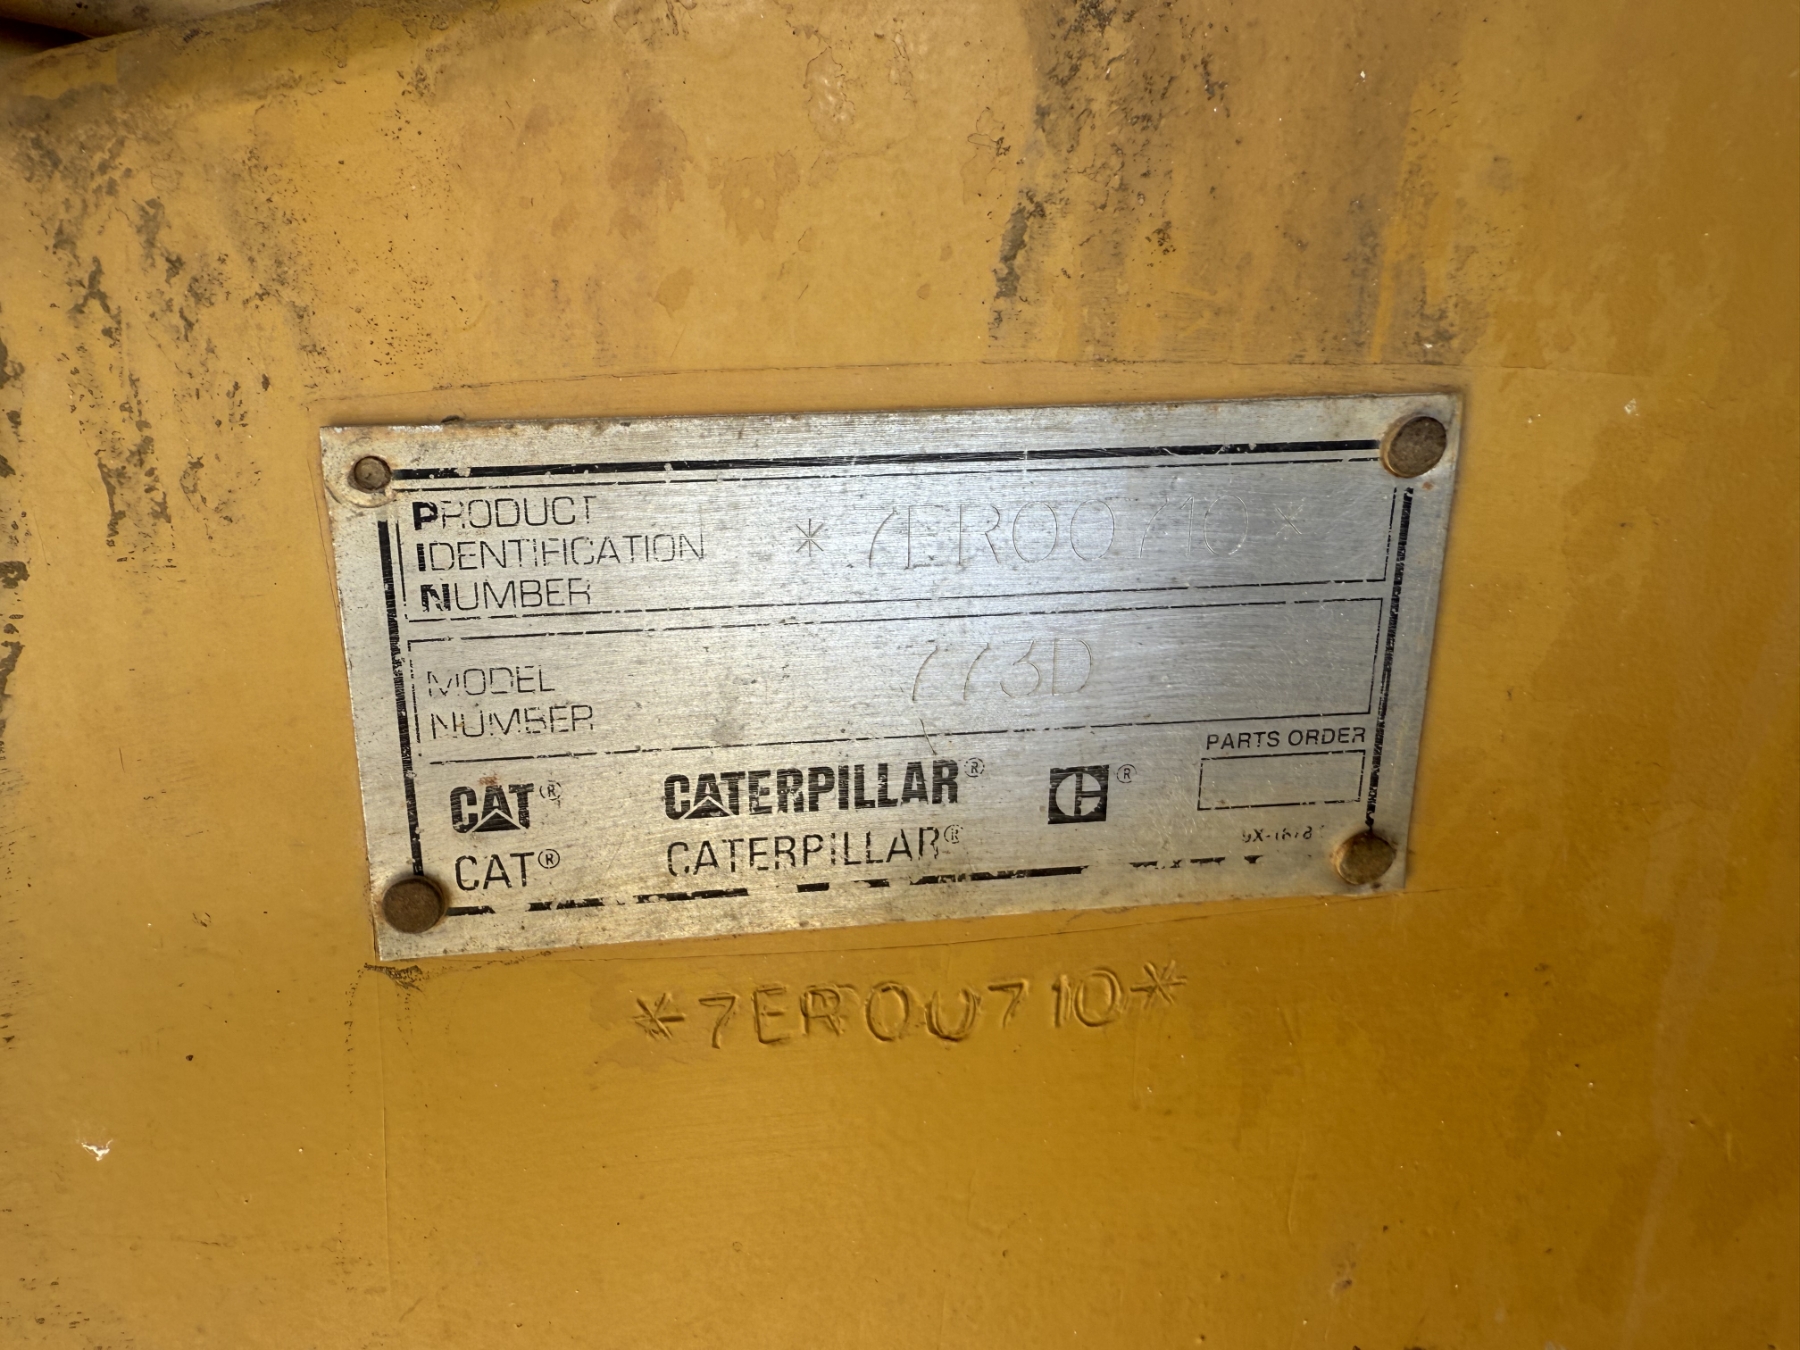 PRODUCT
IDENTIFICATION
NUMBER
*7ER00710*
MODEL
NUMBER
773D
PARTS ORDER
CAT® CATERPILLAR® ®
CAT® CATERPILLAR®
*7ER00710*